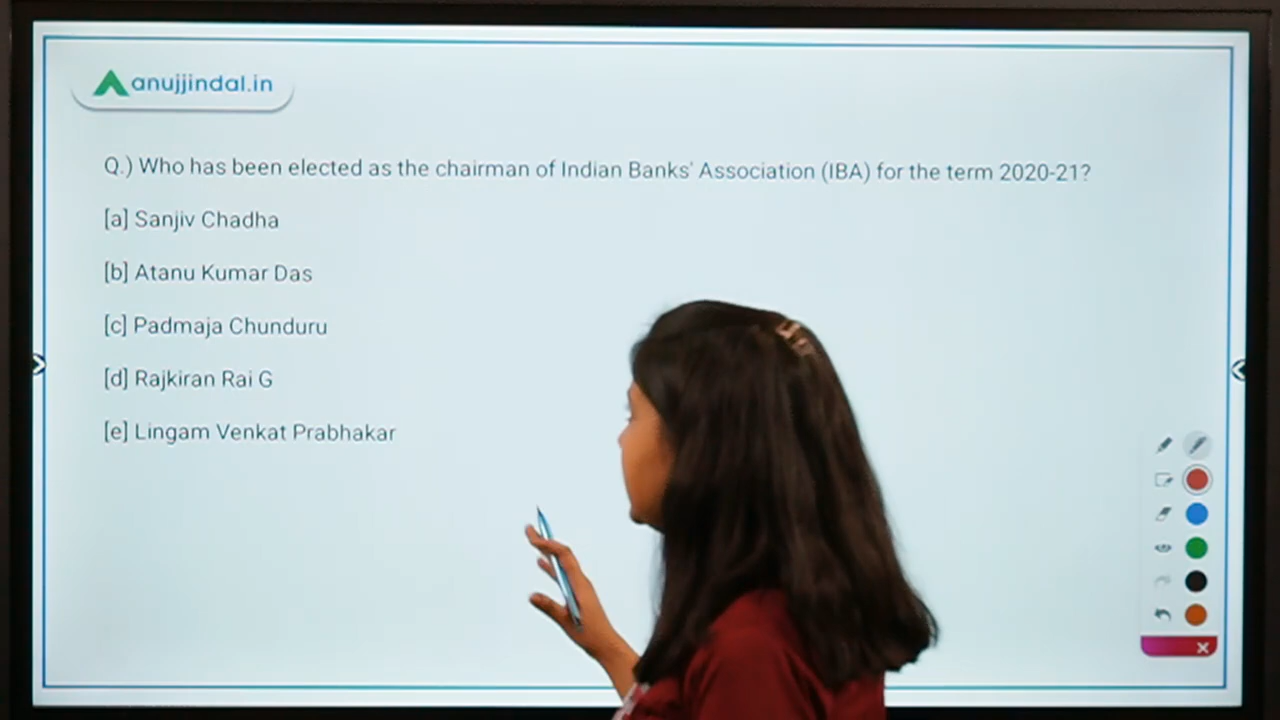 anujjindal.in
Q.) Who has been elected as the chairman of Indian Banks' Association (IBA) for the term 2020-21?
[a] Sanjiv Chadha
[b] Atanu Kumar Das
[c] Padmaja Chunduru
[d] Rajkiran Rai G
[e] Lingam Venkat Prabhakar